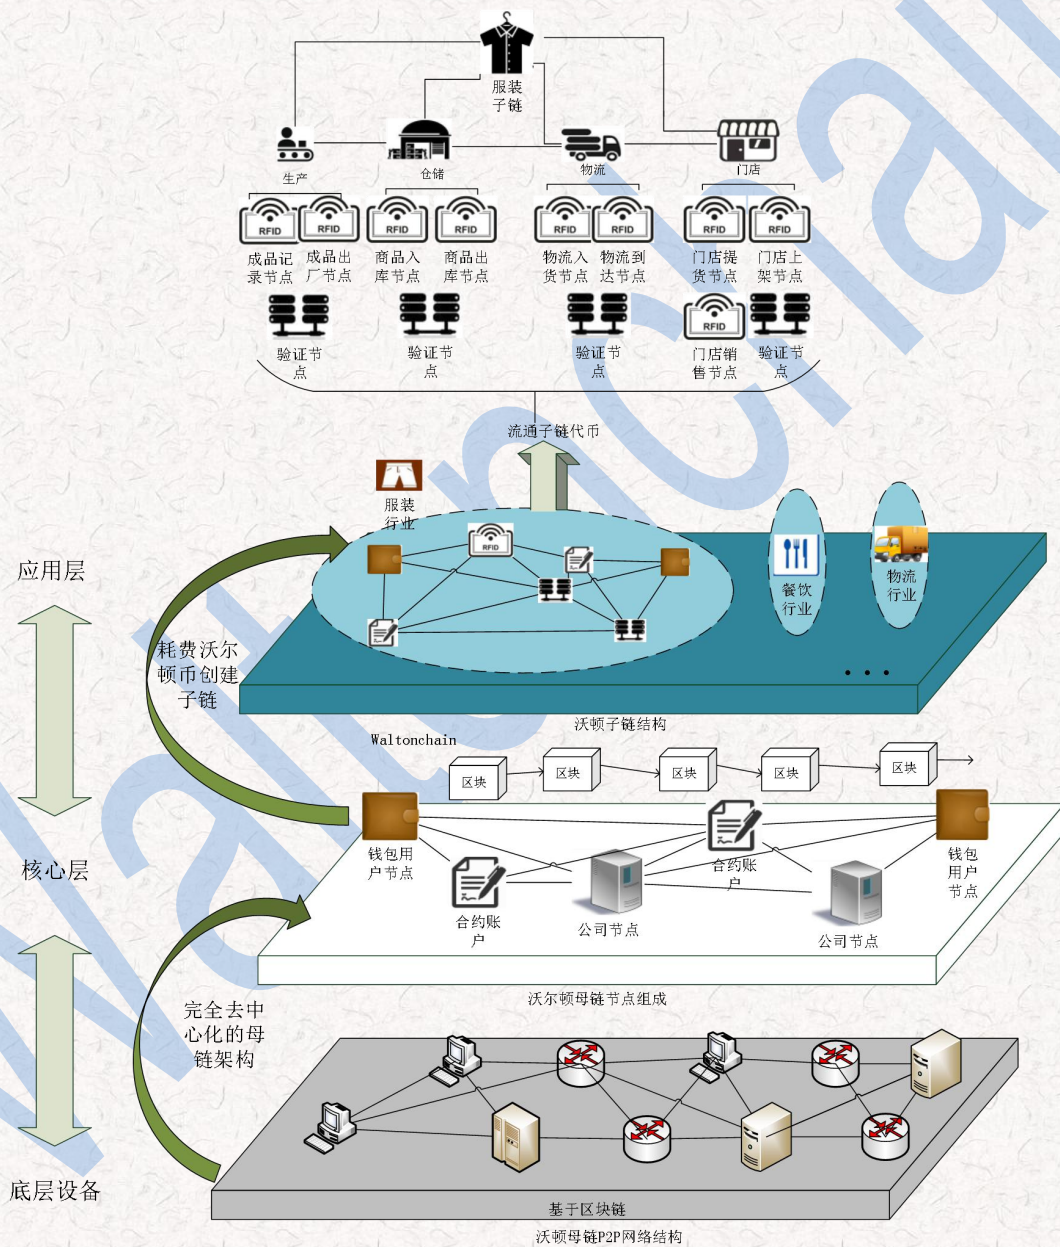 服装
子链
生产
仓储
物流
门店
RFID
RFID
RFID
RFID
RFID
RFID
RFID
RFID
成品记
录节点
成品出
厂节点
商品入
库节点
商品出
库节点
物流入
货节点
物流到
达节点
门店提
货节点
门店上
架节点
RFID
验证节
点
验证节
点
验证节
点
门店销
售节点
验证节
点
流通子链代币
服装
行业
RFID
餐饮
行业
物流
行业
应用层
耗费沃尔
顿币创建
子链
• • •
沃顿子链结构
Waltonchain
区块
区块
区块
区块
区块
核心层
钱包用
户节点
合约账
户
公司节点
合约账
户
公司节点
钱包
用户
节点
沃尔顿母链节点组成
完全去中
心化的母
链架构
底层设备
基于区块链
沃顿母链P2P网络结构
Waltonchain